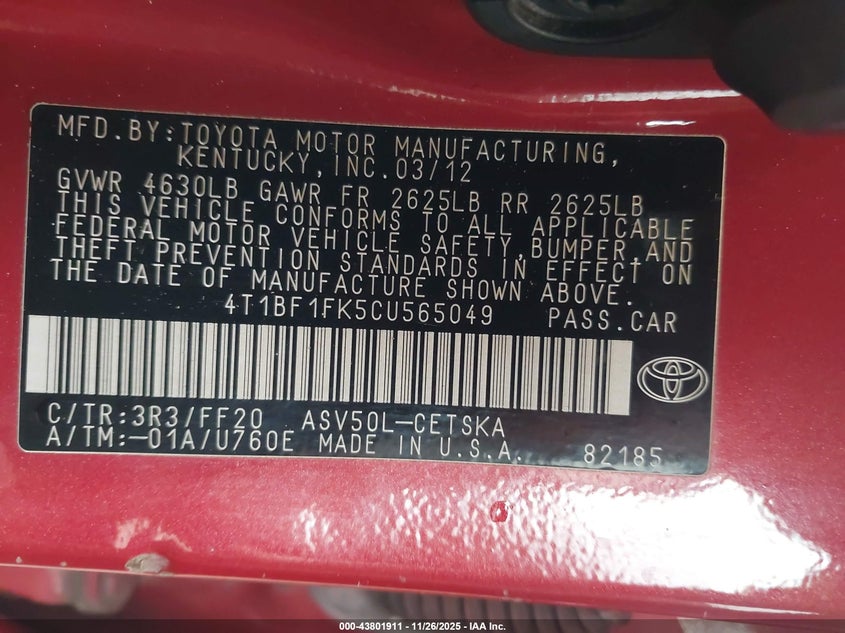 MFD.BY:TOYOTA MOTOR MANUFACTURING,
KENTUCKY,INC.03/12
GVWR 4630LB GAWR FR 2625LB RR 2625LB
THIS VEHICLE CONFORMS TO ALL APPLICABLE
FEDERAL MOTOR VEHICLE SAFETY,BUMPER,AND
THEFT PREVENTION STANDARDS IN EFFECT ON
THE DATE OF MANUFACTURE SHOWN ABOVE.
4T1BF1FK5CU565049 PASS.CAR
C/TR:3R3/FF20 ASV50L-CETSKA
A/TM:-01A/U760E MADE IN U.S.A. 82185
000-43801911 - 11/26/2025 - IAA Inc.